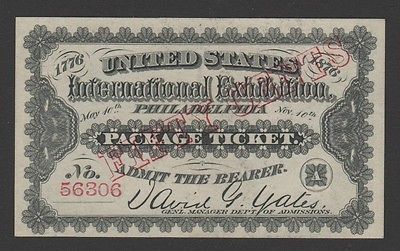 1776 UNITED STATES 1876
International Exhibition.
May 10th PHILADELPHIA Nov. 10th
PACKAGE TICKET.
FIFTY CENTS
No. ADMIT THE BEARER.
56306
David G. Yates.
GENL. MANAGER DEPT. OF ADMISSIONS.